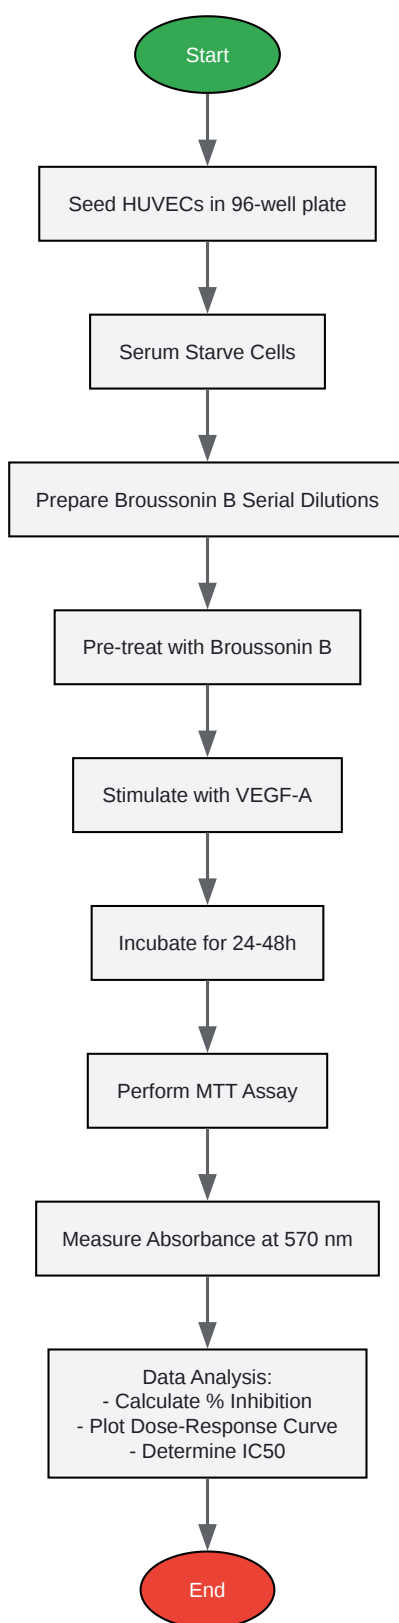 Start
Seed HUVECs in 96-well plate
Serum Starve Cells
Prepare Broussonin B Serial Dilutions
Pre-treat with Broussonin B
Stimulate with VEGF-A
Incubate for 24-48h
Perform MTT Assay
Measure Absorbance at 570 nm
Data Analysis:
- Calculate % Inhibition
- Plot Dose-Response Curve
- Determine IC50
End